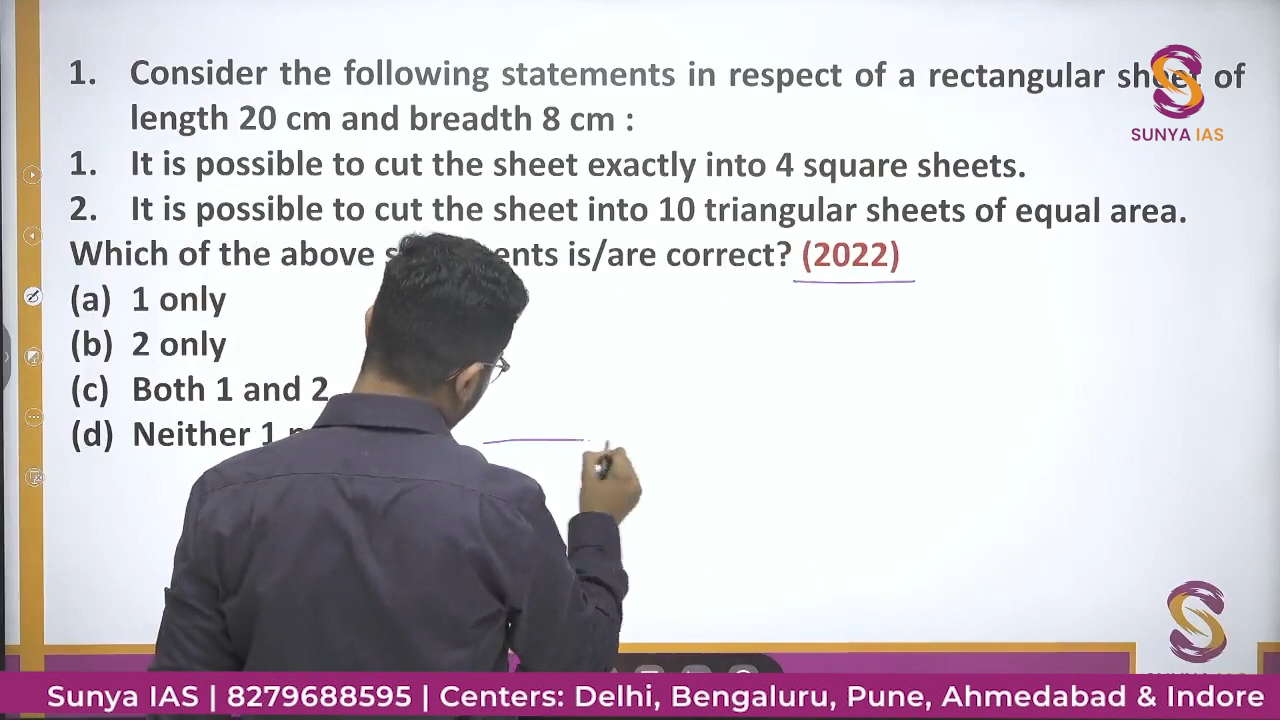 1. Consider the following statements in respect of a rectangular sheet of
length 20 cm and breadth 8 cm :
SUNYA IAS
1. It is possible to cut the sheet exactly into 4 square sheets.
2. It is possible to cut the sheet into 10 triangular sheets of equal area.
Which of the above is/are correct? (2022)
(a) 1 only
(b) 2 only
(c) Both 1 and 2
(d) Neither 1
Sunya IAS | 8279688595 | Centers: Delhi, Bengaluru, Pune, Ahmedabad & Indore